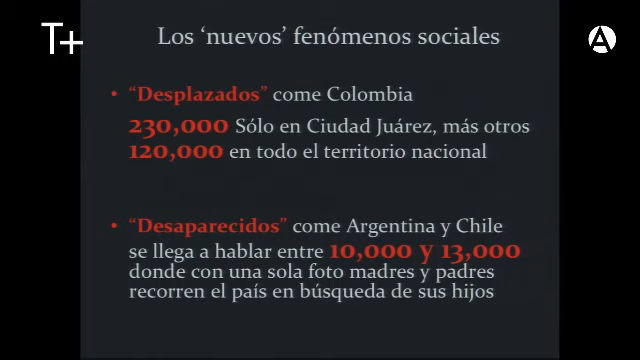 T+
Los ‘nuevos’ fenómenos sociales
A
• “Desplazados” come Colombia
230,000 Sólo en Ciudad Juárez, más otros
120,000 en todo el territorio nacional
• “Desaparecidos” come Argentina y Chile
se llega a hablar entre 10,000 y 13,000
donde con una sola foto madres y padres
recorren el país en búsqueda de sus hijos